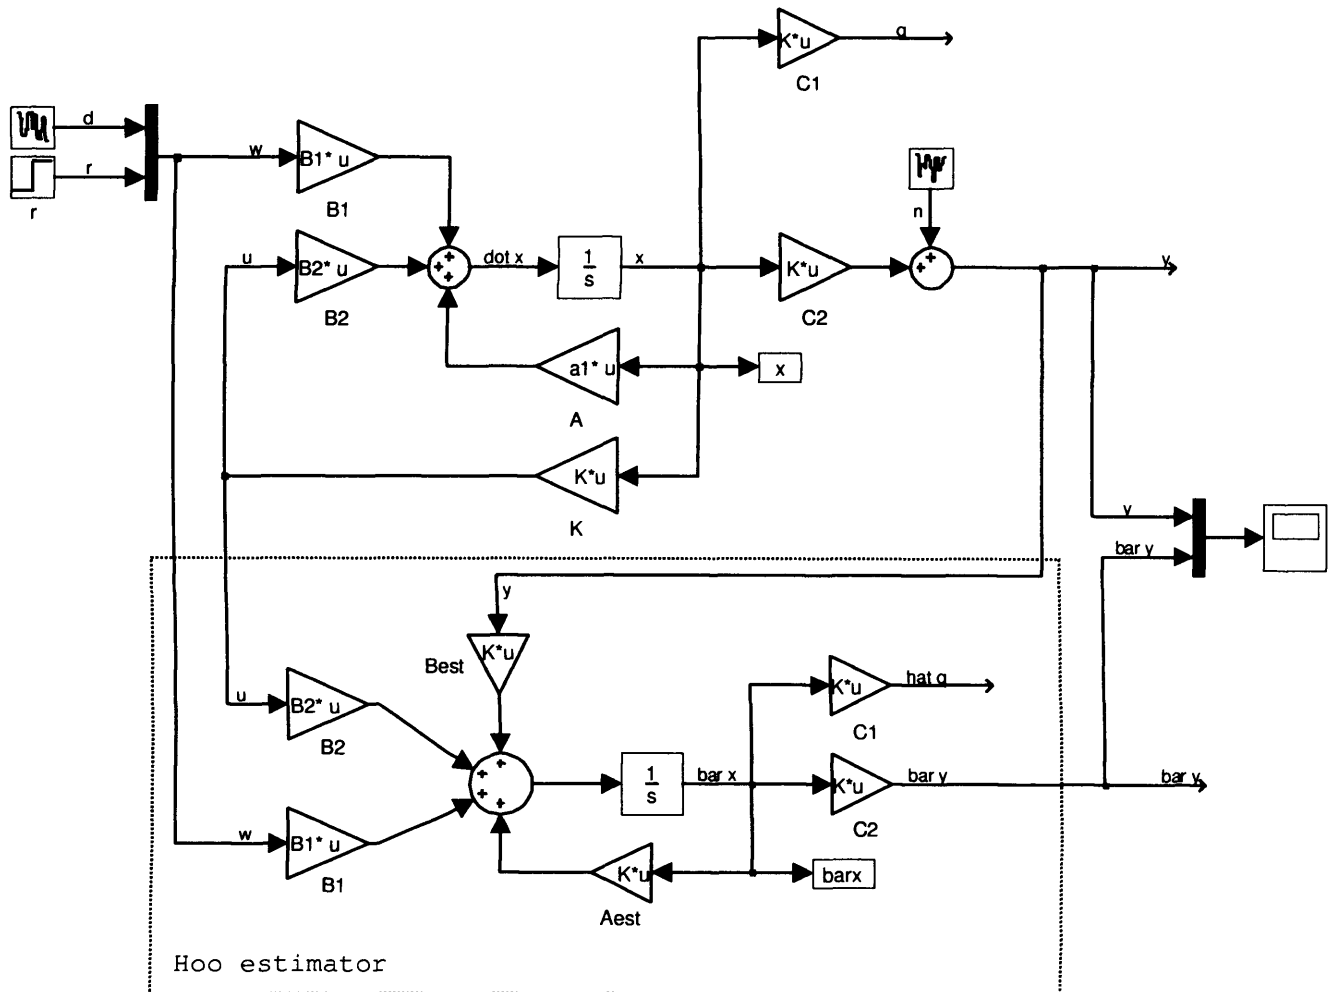 q
K*u
C1
d
w
B1* u
r
r
B1
n
u
B2* u
dot x
1
s
x
K*u
y
B2
C2
a1* u
x
A
K*u
K
y
bar y
y
Best
K*u
hat q
K*u
u
B2* u
C1
B2
1
s
bar x
K*u
bar y
bar y
w
B1* u
C2
B1
K*u
barx
Aest
Hoo estimator